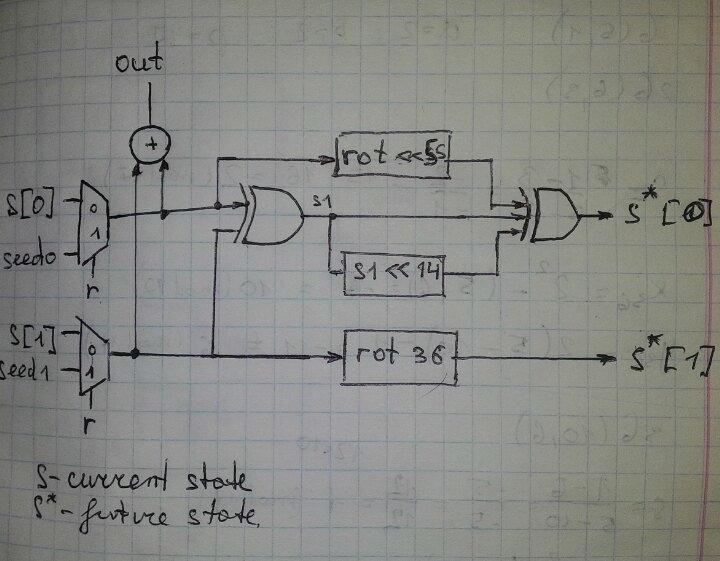 out
+
rot << 55
S[0]
0
1
S1
S*[0]
seed0
r
S1 << 14
S[1]
0
1
seed1
rot 36
S*[1]
r
S - current state
S* - future state